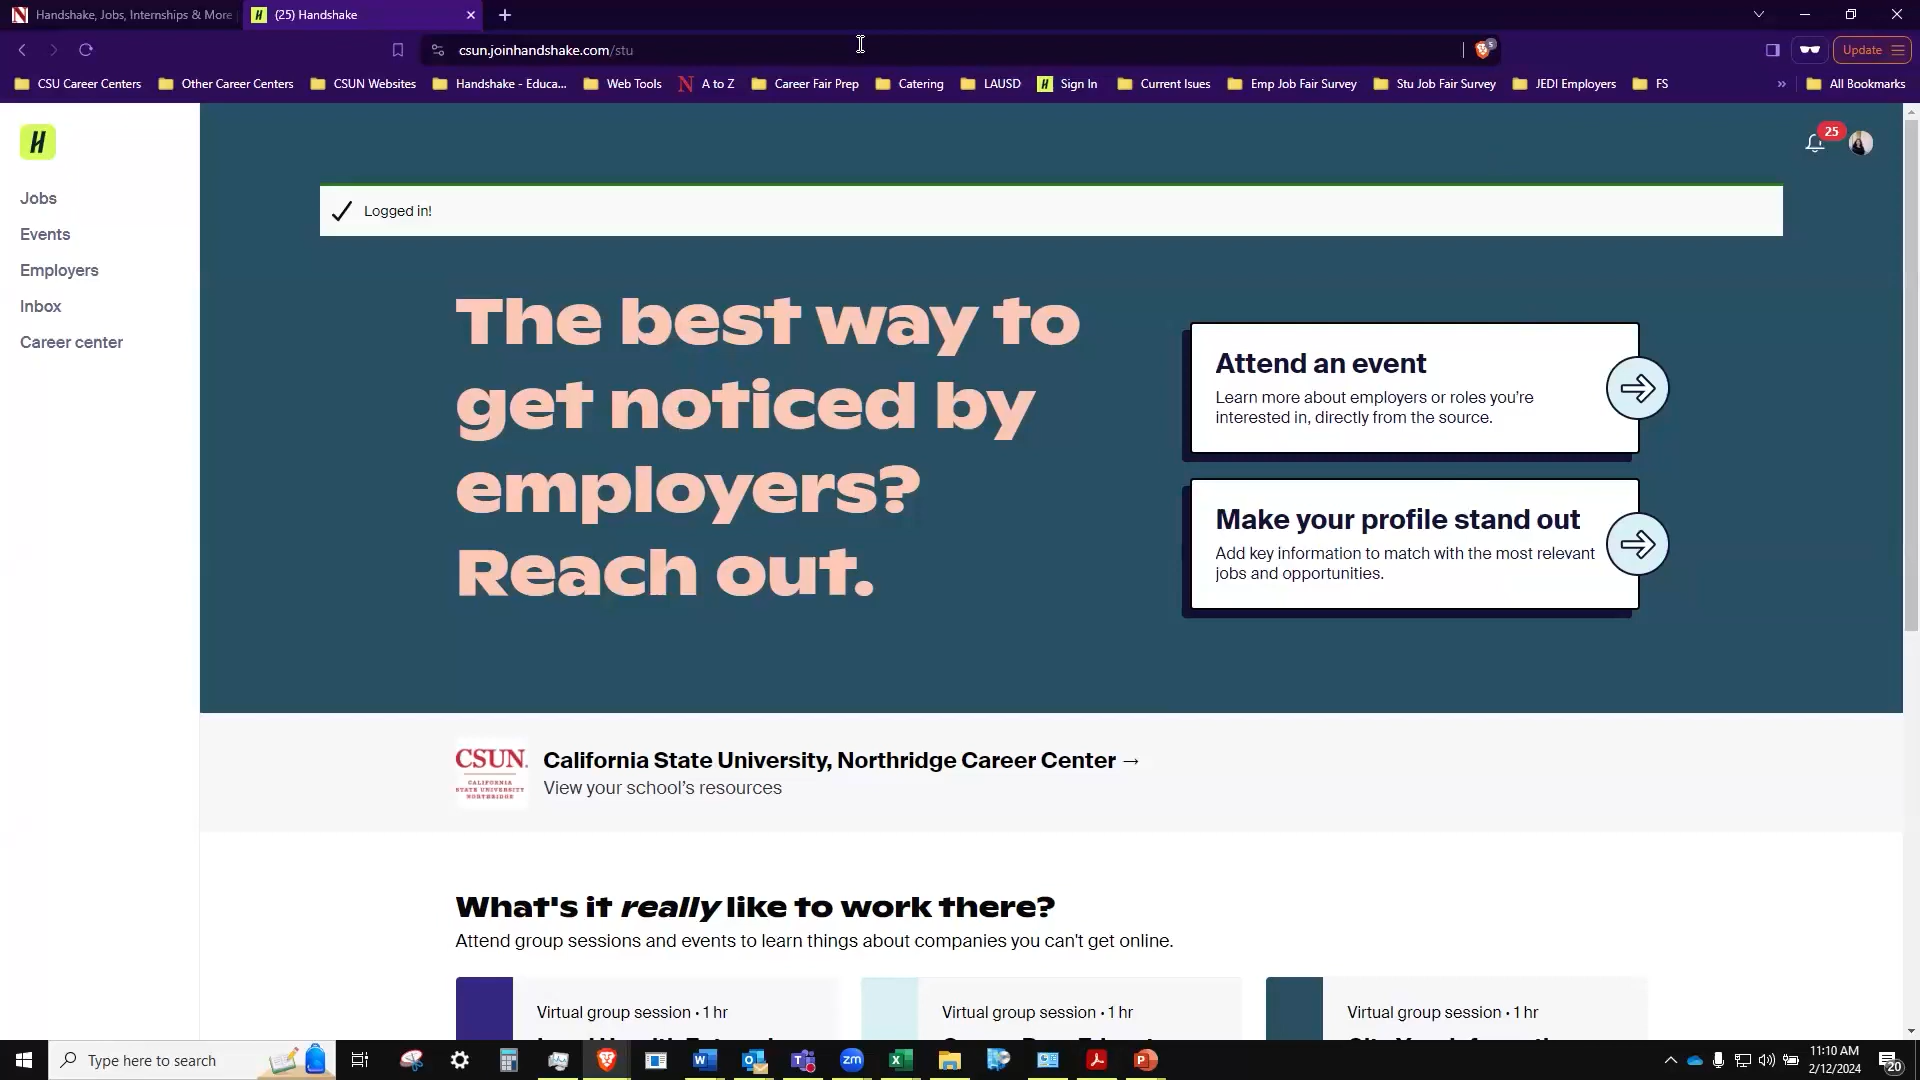 Handshake, Jobs, Internships & More
(25) Handshake
csun.joinhandshake.com/stu
5
Update
CSU Career Centers
Other Career Centers
CSUN Websites
Handshake - Educa...
Web Tools
A to Z
Career Fair Prep
Catering
LAUSD
Sign In
Current Isues
Emp Job Fair Survey
Stu Job Fair Survey
JEDI Employers
FS
All Bookmarks
25
Jobs
Events
Employers
Inbox
Career center
Logged in!
The best way to
get noticed by
employers?
Reach out.
Attend an event
Learn more about employers or roles you're
interested in, directly from the source.
Make your profile stand out
Add key information to match with the most relevant
jobs and opportunities.
CSUN.
CALIFORNIA
STATE UNIVERSITY
NORTHRIDGE
California State University, Northridge Career Center →
View your school's resources
What's it really like to work there?
Attend group sessions and events to learn things about companies you can't get online.
Virtual group session • 1 hr
Virtual group session • 1 hr
Virtual group session • 1 hr
Type here to search
11:10 AM
2/12/2024
20